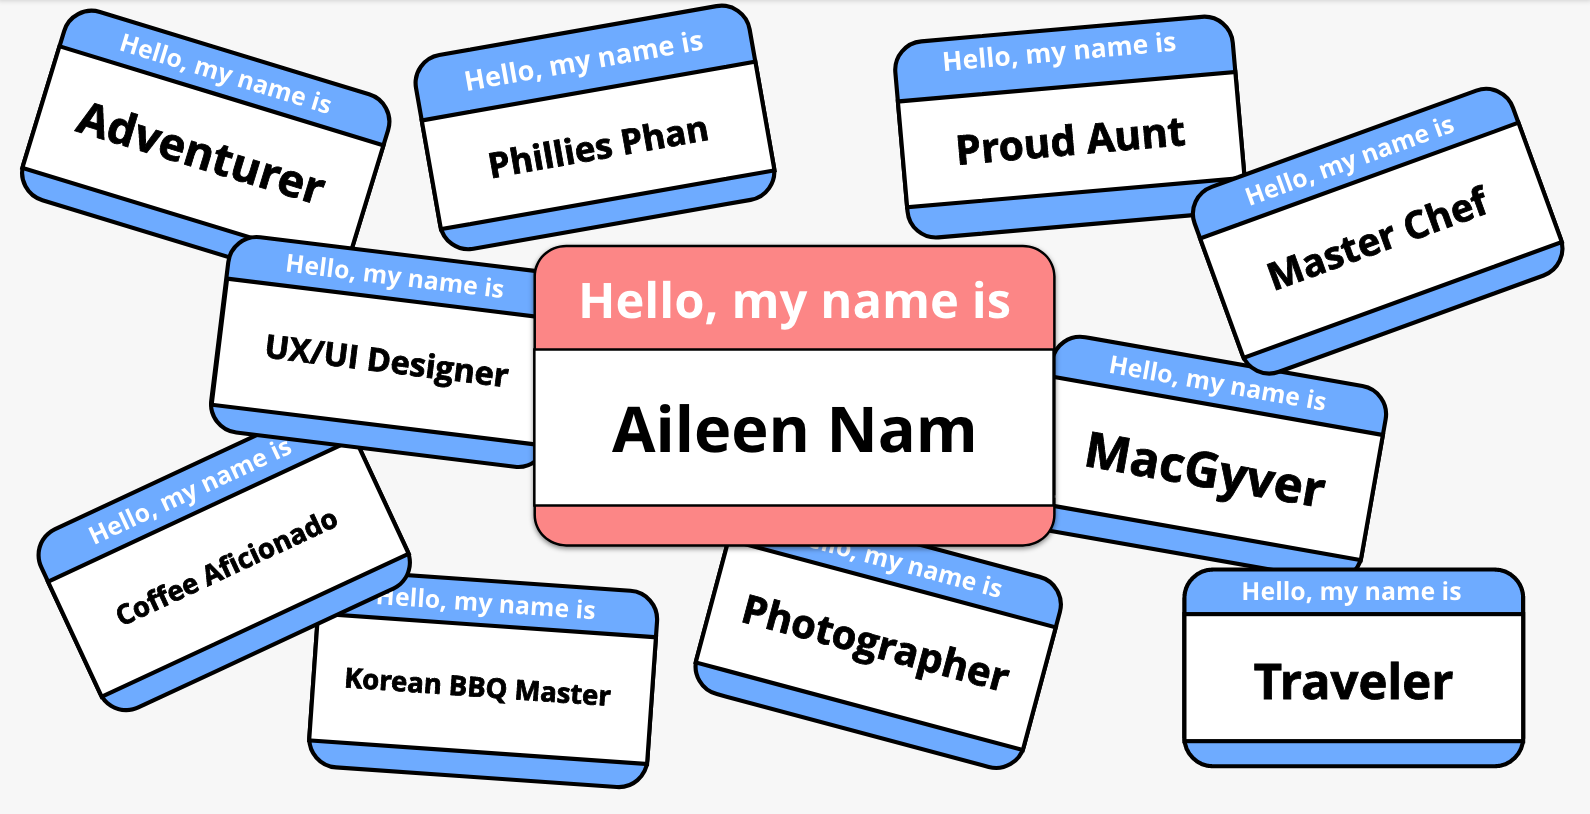 Hello, my name is
Adventurer
Hello, my name is
Phillies Phan
Hello, my name is
Proud Aunt
Hello, my name is
Master Chef
Hello, my name is
UX/UI Designer
Hello, my name is
Aileen Nam
Hello, my name is
MacGyver
Hello, my name is
Coffee Aficionado
Hello, my name is
Korean BBQ Master
Hello, my name is
Photographer
Hello, my name is
Traveler